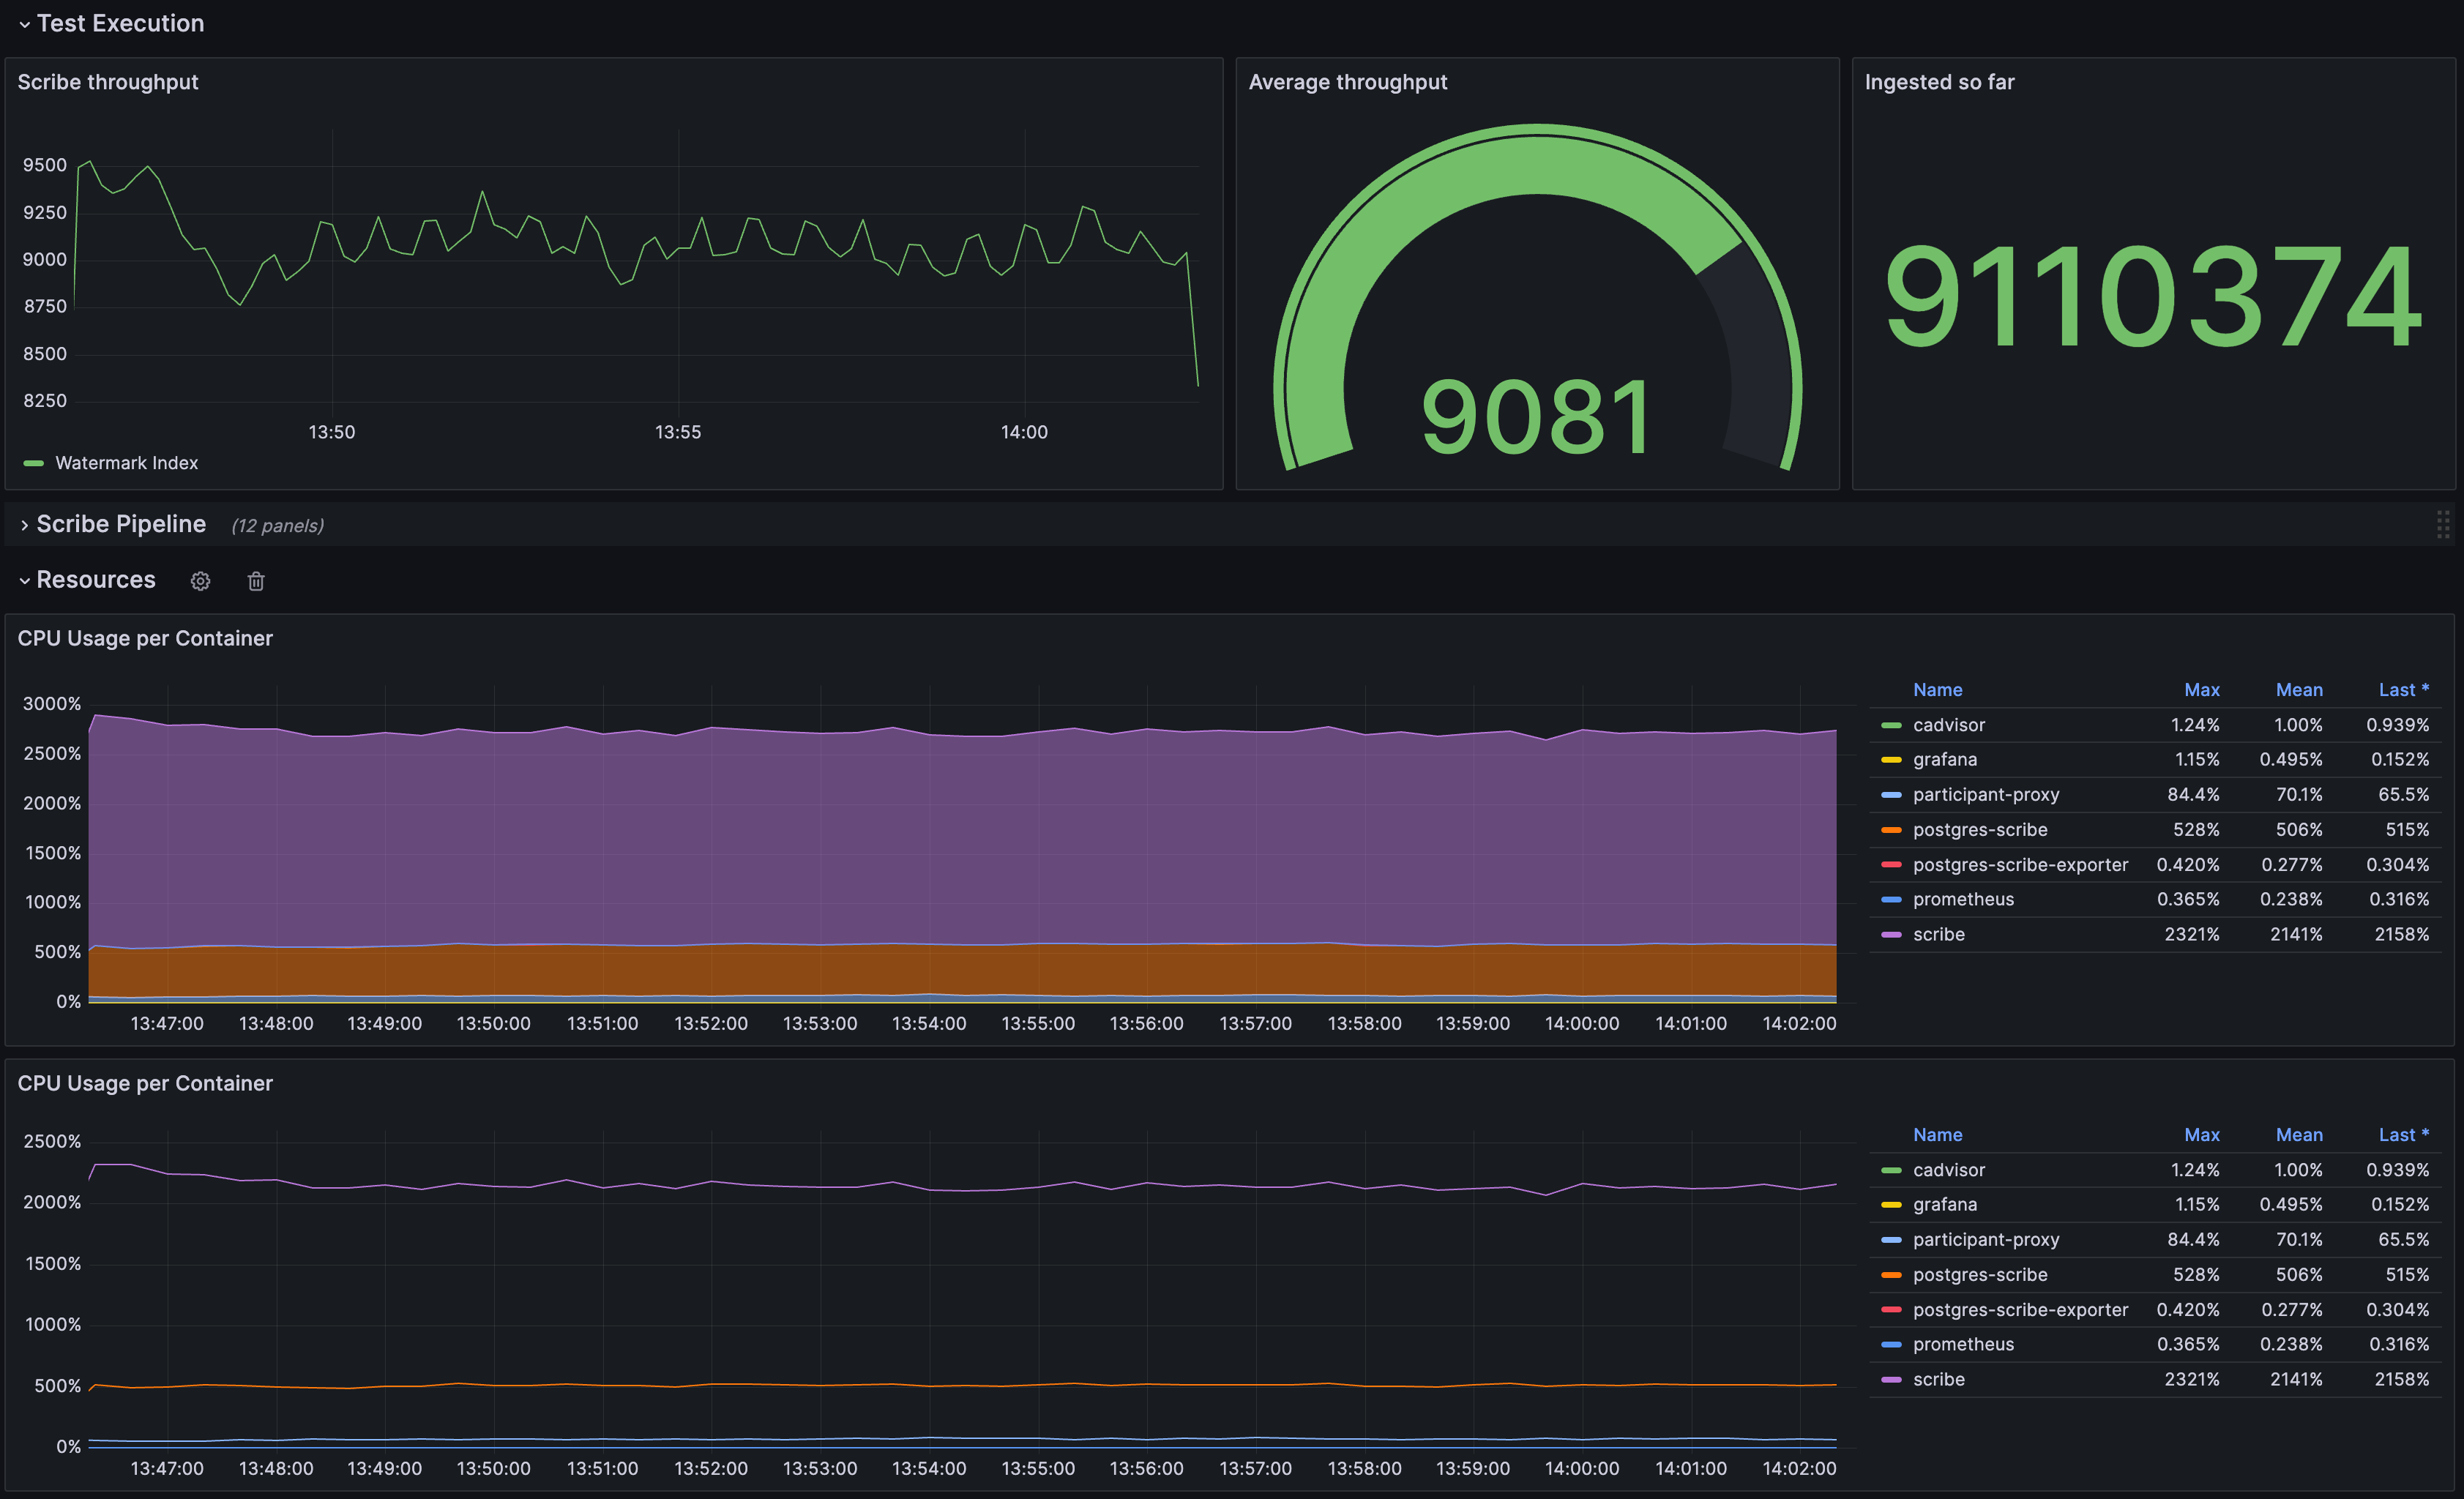 Test Execution
Scribe throughput
9500
9250
9000
8750
8500
8250
13:50 13:55 14:00
Watermark Index
Average throughput
9081
Ingested so far
9110374
Scribe Pipeline (12 panels)
Resources
CPU Usage per Container
3000%
2500%
2000%
1500%
1000%
500%
0%
13:47:00 13:48:00 13:49:00 13:50:00 13:51:00 13:52:00 13:53:00 13:54:00 13:55:00 13:56:00 13:57:00 13:58:00 13:59:00 14:00:00 14:01:00 14:02:00
Name Max Mean Last *
cadvisor 1.24% 1.00% 0.939%
grafana 1.15% 0.495% 0.152%
participant-proxy 84.4% 70.1% 65.5%
postgres-scribe 528% 506% 515%
postgres-scribe-exporter 0.420% 0.277% 0.304%
prometheus 0.365% 0.238% 0.316%
scribe 2321% 2141% 2158%
CPU Usage per Container
2500%
2000%
1500%
1000%
500%
0%
13:47:00 13:48:00 13:49:00 13:50:00 13:51:00 13:52:00 13:53:00 13:54:00 13:55:00 13:56:00 13:57:00 13:58:00 13:59:00 14:00:00 14:01:00 14:02:00
Name Max Mean Last *
cadvisor 1.24% 1.00% 0.939%
grafana 1.15% 0.495% 0.152%
participant-proxy 84.4% 70.1% 65.5%
postgres-scribe 528% 506% 515%
postgres-scribe-exporter 0.420% 0.277% 0.304%
prometheus 0.365% 0.238% 0.316%
scribe 2321% 2141% 2158%